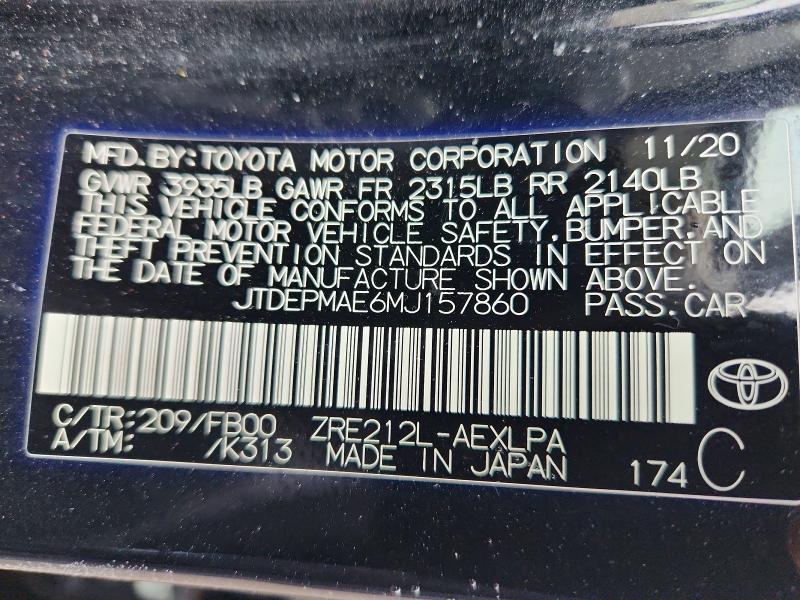 MFD.BY:TOYOTA MOTOR CORPORATION 11/20
GVWR 3935LB GAWR FR 2315LB RR 2140LB
THIS VEHICLE CONFORMS TO ALL APPLICABLE
FEDERAL MOTOR VEHICLE SAFETY,BUMPER,AND
THEFT PREVENTION STANDARDS IN EFFECT ON
THE DATE OF MANUFACTURE SHOWN ABOVE.
JTDEPMAE6MJ157860 PASS.CAR
C/TR:209/FB00 ZRE212L-AEXLPA
A/TM: /K313 MADE IN JAPAN 174 C